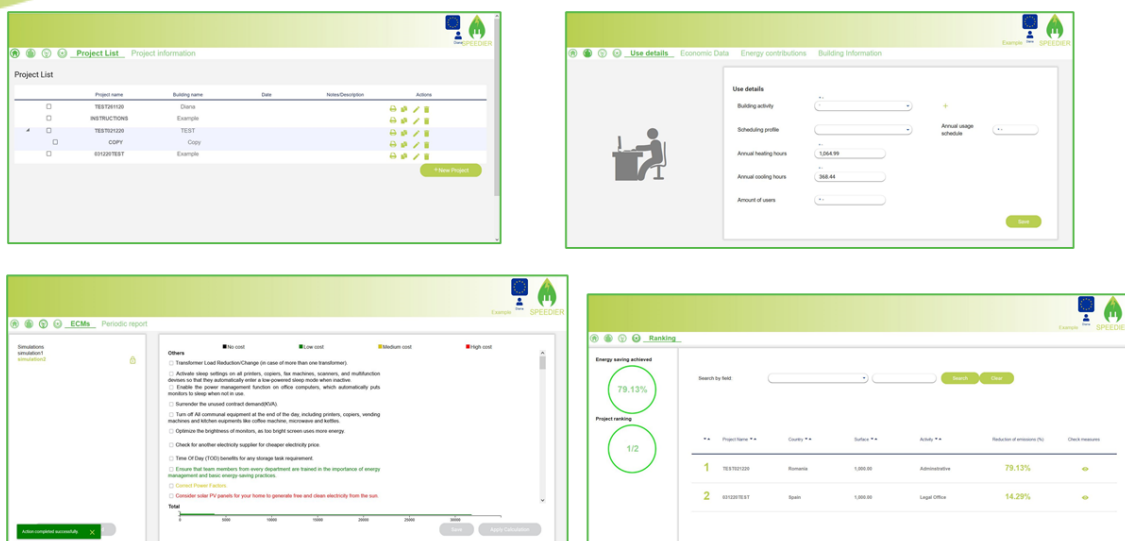 Diana SPEEDIER
Project List Project information
Project List
Project name Building name Date Notes/Description Actions
TEST261120 Diana
INSTRUCTIONS Example
TEST021220 TEST
COPY Copy
031220TEST Example
+ New Project
Example Diana SPEEDIER
Use details Economic Data Energy contributions Building Information
Use details
Building activity
Scheduling profile
Annual usage schedule
Annual heating hours 1,064.99
Annual cooling hours 368.44
Amount of users
Save
Example Diana SPEEDIER
ECMs Periodic report
Simulations
simulation1
simulation2
No cost Low cost Medium cost High cost
Others
Transformer Load Reduction/Change (in case of more than one transformer).
Activate sleep settings on all printers, copiers, fax machines, scanners, and multifunction
devices so that they automatically enter a low-powered sleep mode when inactive.
Enable the power management function on office computers, which automatically puts
monitors to sleep when not in use.
Surrender the unused contract demand(KVA).
Turn off All communal equipment at the end of the day, including printers, copiers, vending
machines and kitchen euipments like coffee machine, microwave and kettles.
Optimize the brightness of monitors, as too bright screen uses more energy.
Check for another electricity supplier for cheaper electricity price.
Time Of Day (TOD) benefits for any storage task requirement.
Ensure that team members from every department are trained in the importance of energy
management and basic energy saving practices.
Correct Power Factors.
Consider solar PV panels for your home to generate free and clean electricity from the sun.
Total
0 5000 10000 15000 20000 25000 30000
Action completed successfully. X
Save Apply Calculation
Example Diana SPEEDIER
Ranking
Energy saving achieved
79.13%
Project ranking
1/2
Search by field Search Clear
Project Name Country Surface Activity Reduction of emissions (%) Check measures
1 TEST021220 Romania 1,000.00 Administrative 79.13%
2 031220TEST Spain 1,000.00 Legal Office 14.29%